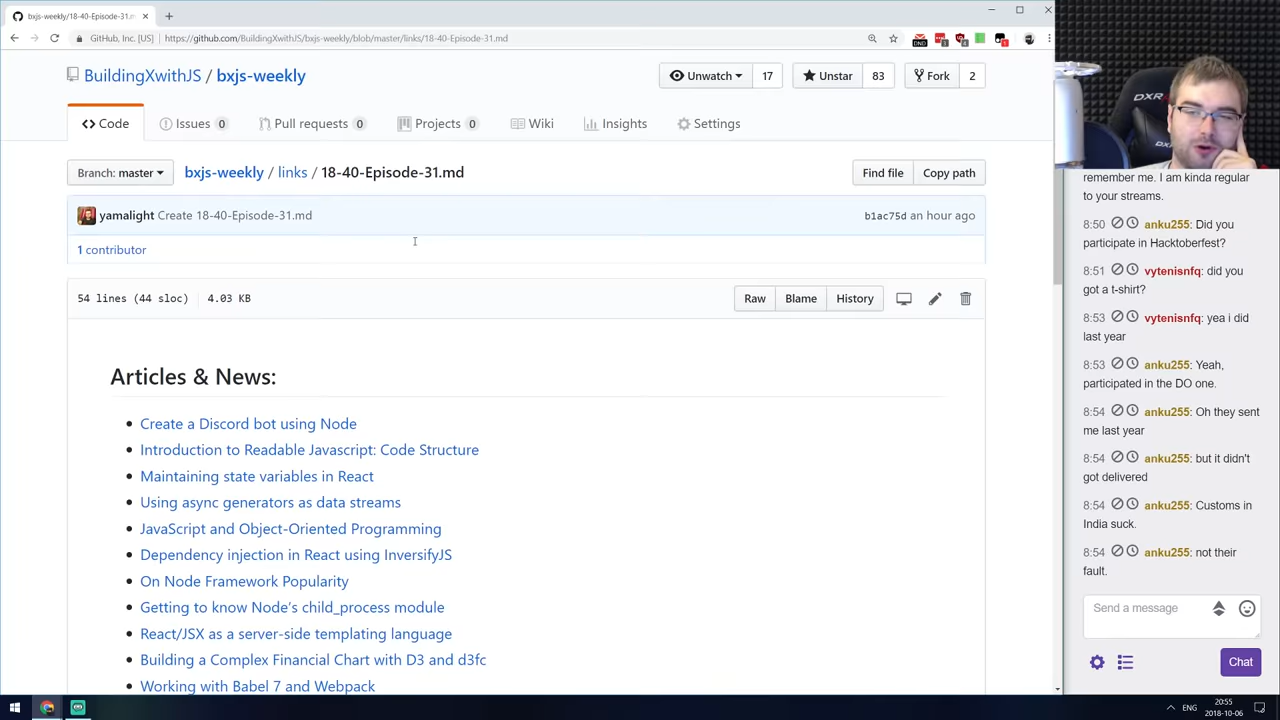 bxjs-weekly/18-40-Episode-31.m
GitHub, Inc. [US]
https://github.com/BuildingXwithJS/bxjs-weekly/blob/master/links/18-40-Episode-31.md
BuildingXwithJS / bxjs-weekly
Unwatch 17
Unstar 83
Fork 2
Code
Issues 0
Pull requests 0
Projects 0
Wiki
Insights
Settings
Branch: master
bxjs-weekly / links / 18-40-Episode-31.md
Find file
Copy path
yamalight Create 18-40-Episode-31.md
b1ac75d an hour ago
1 contributor
54 lines (44 sloc) 4.03 KB
Raw
Blame
History
Articles & News:
Create a Discord bot using Node
Introduction to Readable Javascript: Code Structure
Maintaining state variables in React
Using async generators as data streams
JavaScript and Object-Oriented Programming
Dependency injection in React using InversifyJS
On Node Framework Popularity
Getting to know Node's child_process module
React/JSX as a server-side templating language
Building a Complex Financial Chart with D3 and d3fc
Working with Babel 7 and Webpack
DXR
remember me. I am kinda regular
to your streams.
8:50 anku255: Did you
participate in Hacktoberfest?
8:51 vytenisnfq: did you
got a t-shirt?
8:53 vytenisnfq: yea i did
last year
8:53 anku255: Yeah,
participated in the DO one.
8:54 anku255: Oh they sent
me last year
8:54 anku255: but it didn't
got delivered
8:54 anku255: Customs in
India suck.
8:54 anku255: not their
fault.
Send a message
Chat
ENG
20:55
2018-10-06